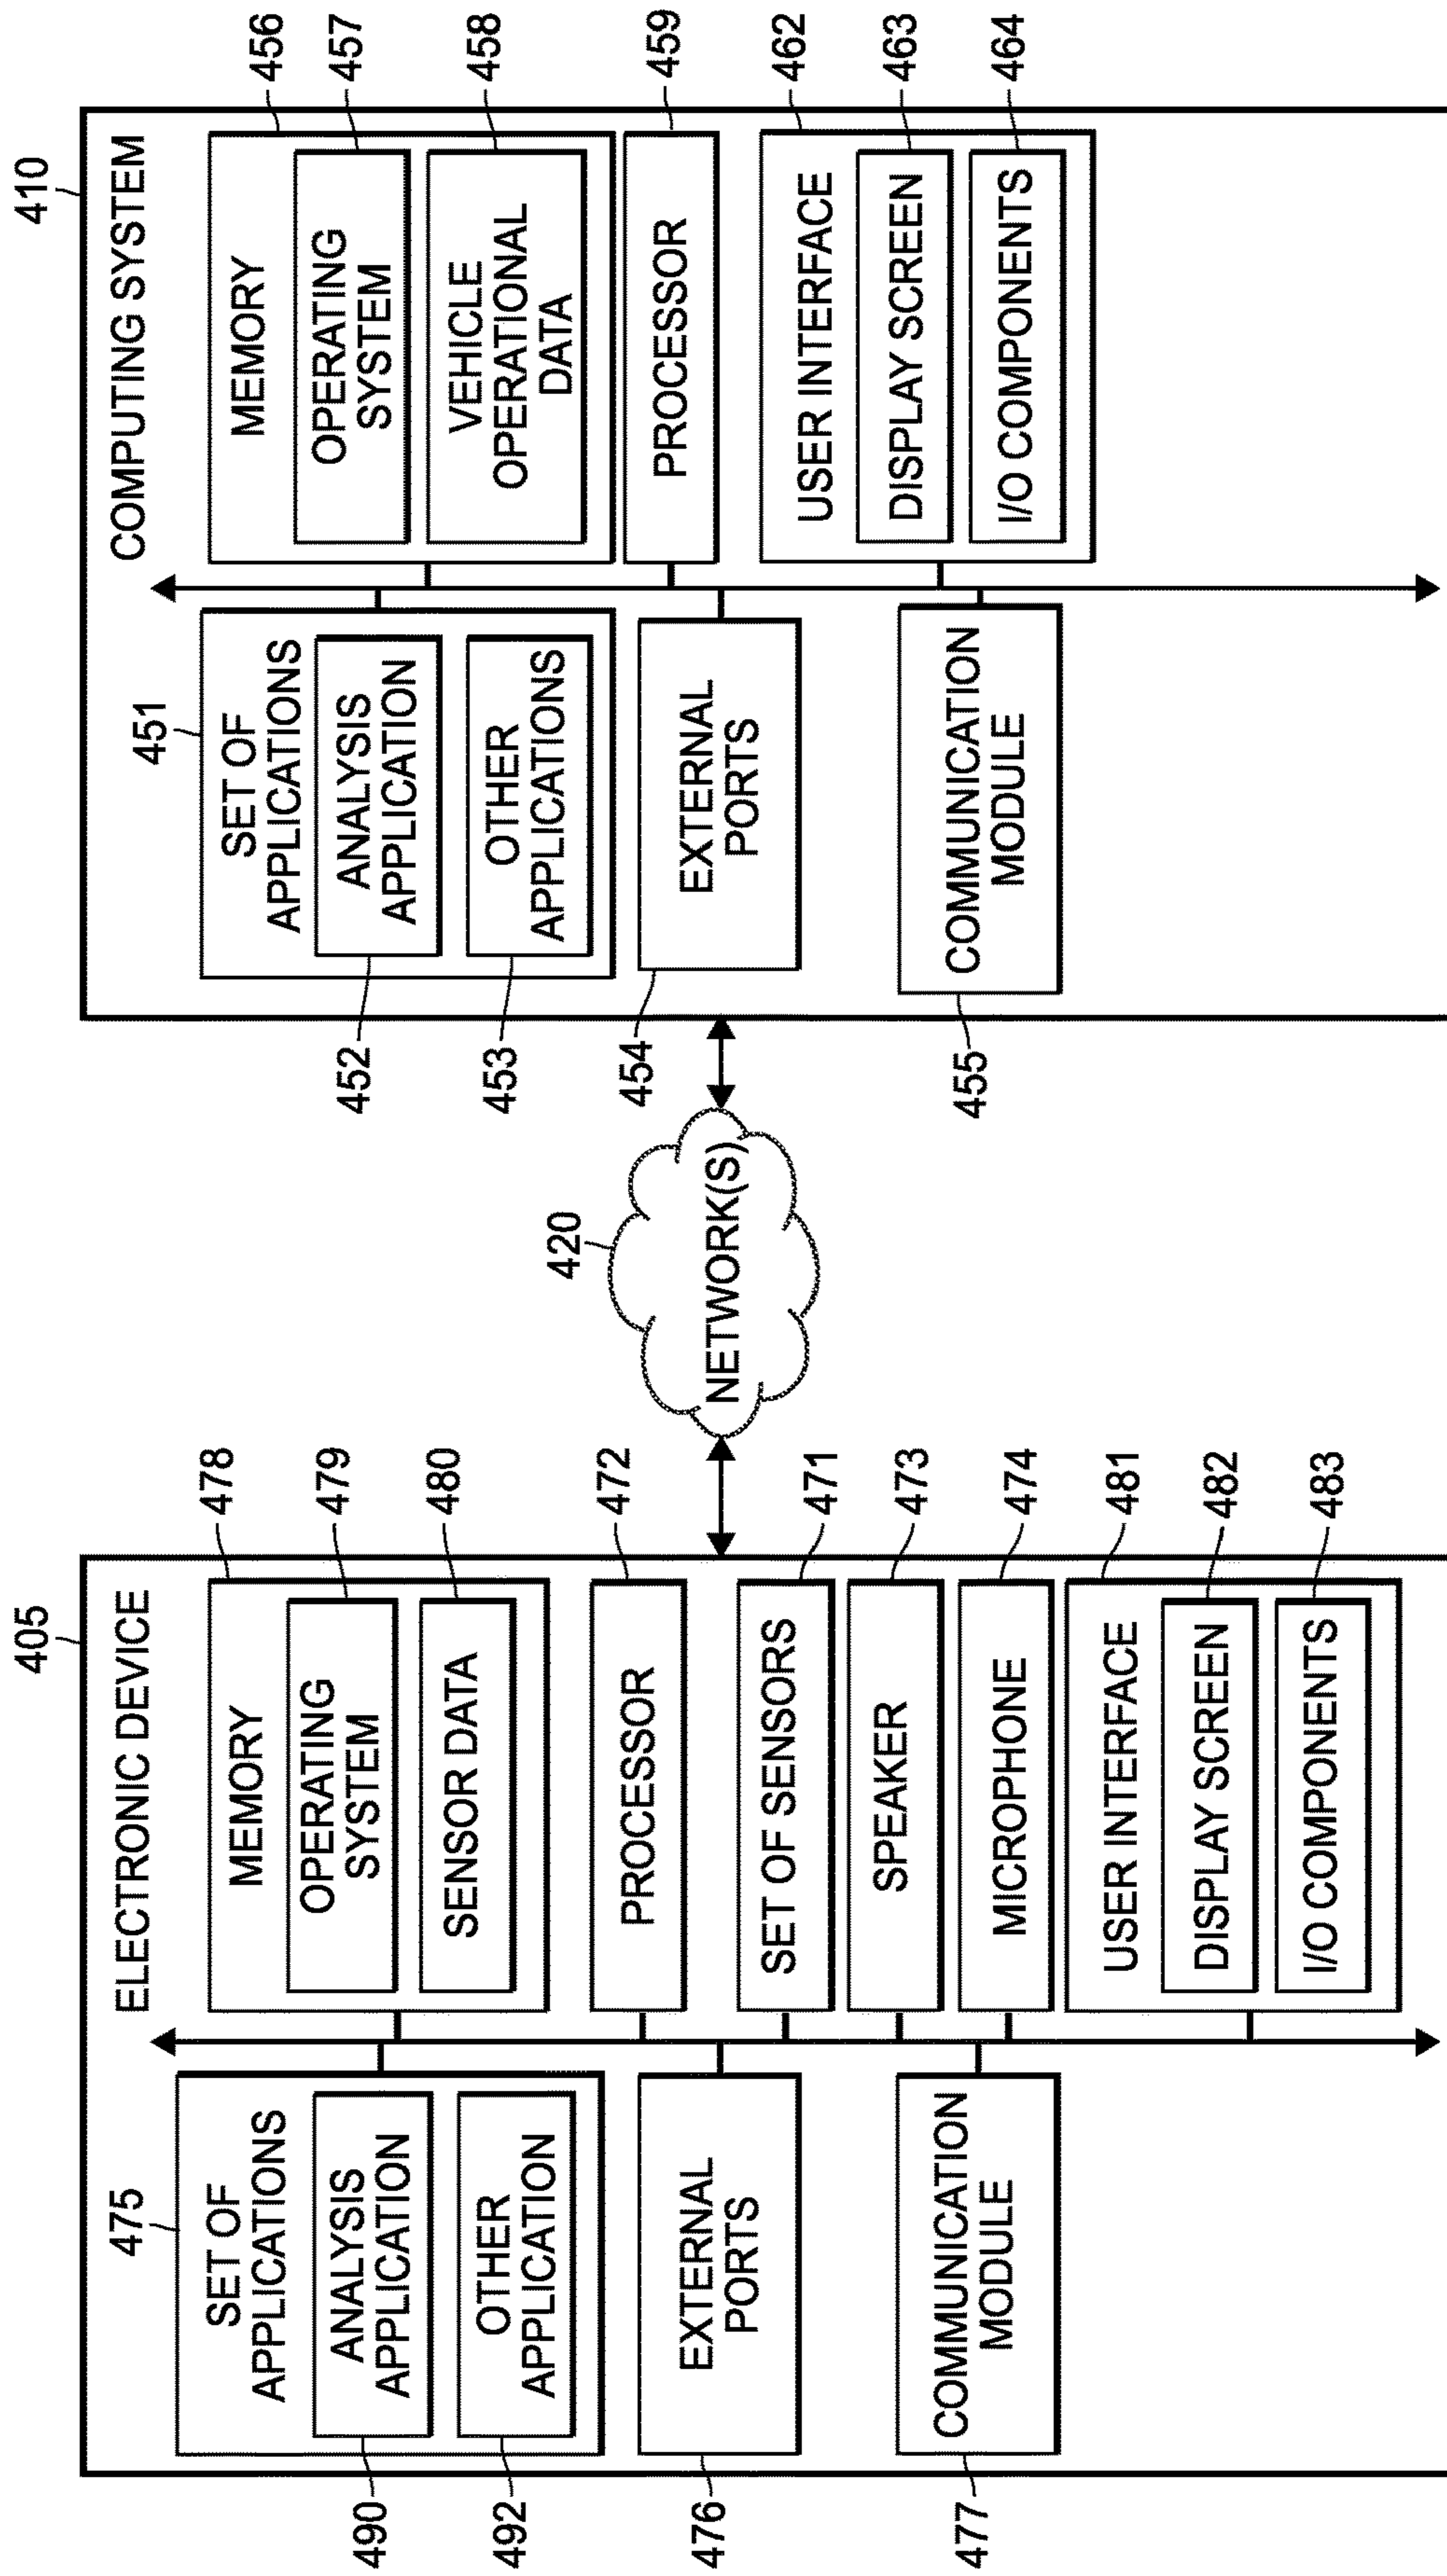 405
ELECTRONIC DEVICE
475
SET OF
APPLICATIONS
ANALYSIS
APPLICATION
490
OTHER
APPLICATION
492
EXTERNAL
PORTS
476
COMMUNICATION
MODULE
477
MEMORY
478
OPERATING
SYSTEM
479
SENSOR DATA
480
PROCESSOR
472
SET OF SENSORS
471
SPEAKER
473
MICROPHONE
474
USER INTERFACE
481
DISPLAY SCREEN
482
I/O COMPONENTS
483
420
NETWORK(S)
410
COMPUTING SYSTEM
451
SET OF
APPLICATIONS
ANALYSIS
APPLICATION
452
OTHER
APPLICATIONS
453
EXTERNAL
PORTS
454
COMMUNICATION
MODULE
455
MEMORY
456
OPERATING
SYSTEM
457
VEHICLE
OPERATIONAL
DATA
458
PROCESSOR
459
USER INTERFACE
462
DISPLAY SCREEN
463
I/O COMPONENTS
464